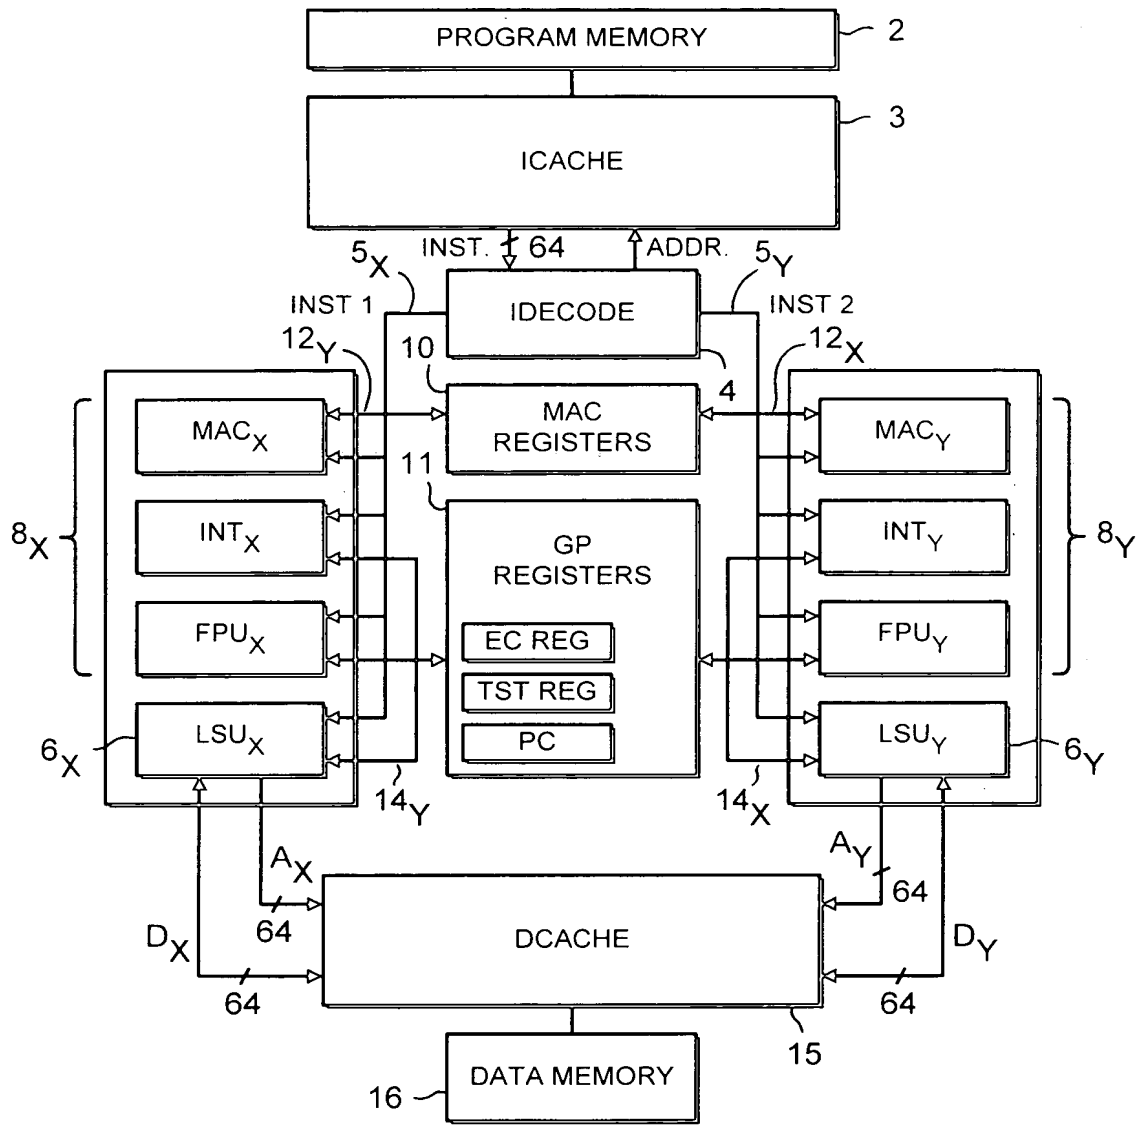 PROGRAM MEMORY
2
ICACHE
3
INST.
64
ADDR.
5X
5Y
INST 1
IDECODE
INST 2
12Y
10
4
12X
MACX
MAC
REGISTERS
MACY
11
8X
INTX
GP
REGISTERS
INTY
8Y
FPUX
EC REG
FPUY
TST REG
6X
LSUX
PC
LSUY
6Y
14Y
14X
AX
AY
64
64
DX
DCACHE
DY
64
64
15
16
DATA MEMORY